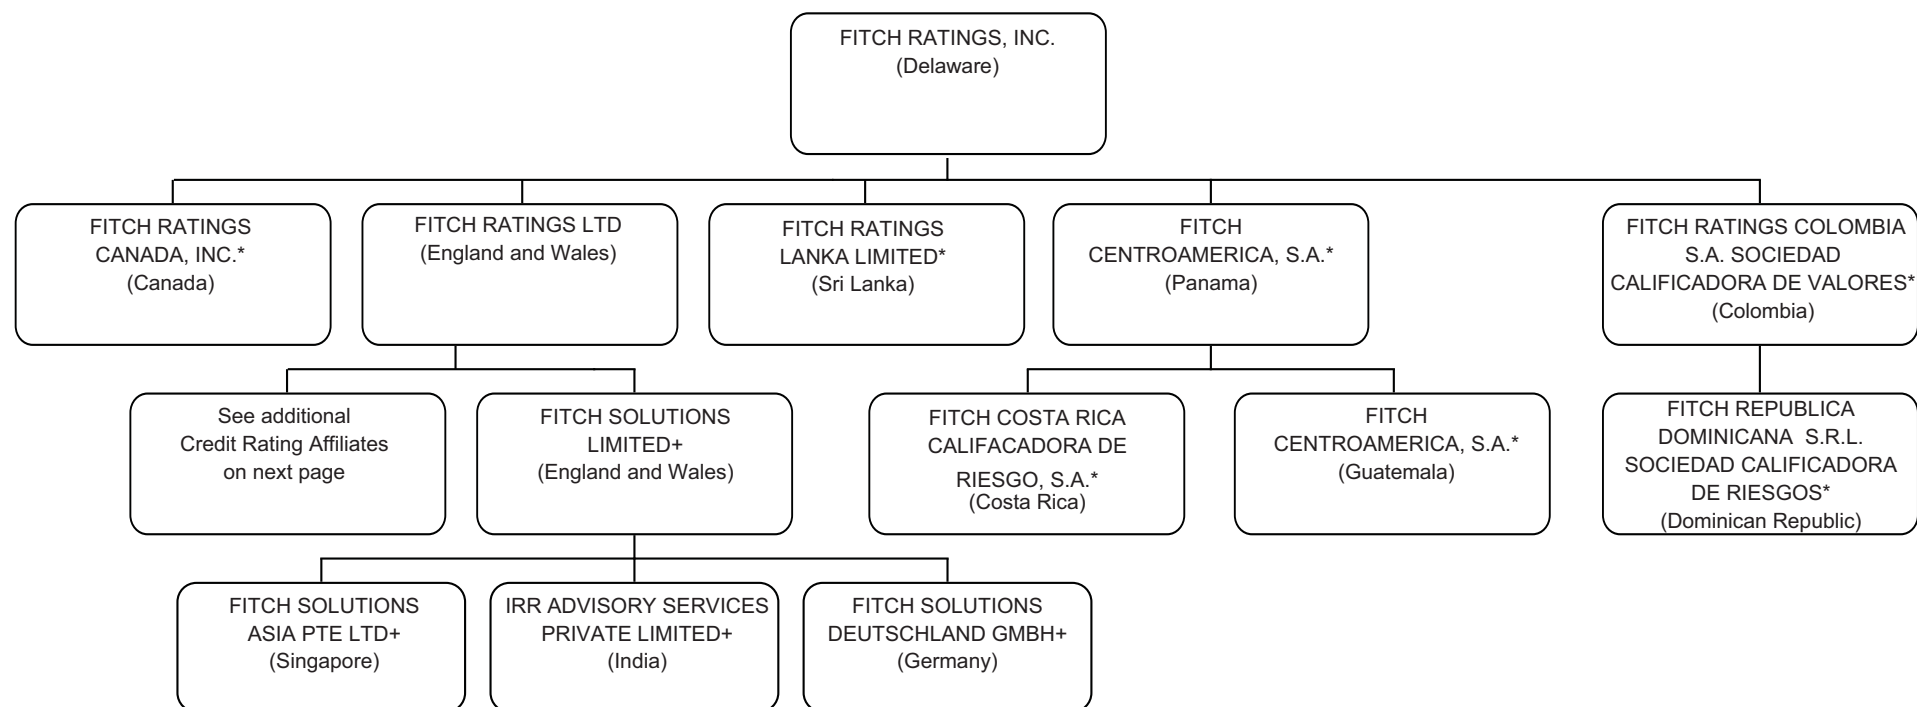 FITCH RATINGS, INC.
(Delaware)
FITCH RATINGS
CANADA, INC.*
(Canada)
FITCH RATINGS LTD
(England and Wales)
FITCH RATINGS
LANKA LIMITED*
(Sri Lanka)
FITCH
CENTROAMERICA, S.A.*
(Panama)
FITCH RATINGS COLOMBIA
S.A. SOCIEDAD
CALIFICADORA DE VALORES*
(Colombia)
See additional
Credit Rating Affiliates
on next page
FITCH SOLUTIONS
LIMITED+
(England and Wales)
FITCH COSTA RICA
CALIFACADORA DE
RIESGO, S.A.*
(Costa Rica)
FITCH
CENTROAMERICA, S.A.*
(Guatemala)
FITCH REPUBLICA
DOMINICANA S.R.L.
SOCIEDAD CALIFICADORA
DE RIESGOS*
(Dominican Republic)
FITCH SOLUTIONS
ASIA PTE LTD+
(Singapore)
IRR ADVISORY SERVICES
PRIVATE LIMITED+
(India)
FITCH SOLUTIONS
DEUTSCHLAND GMBH+
(Germany)